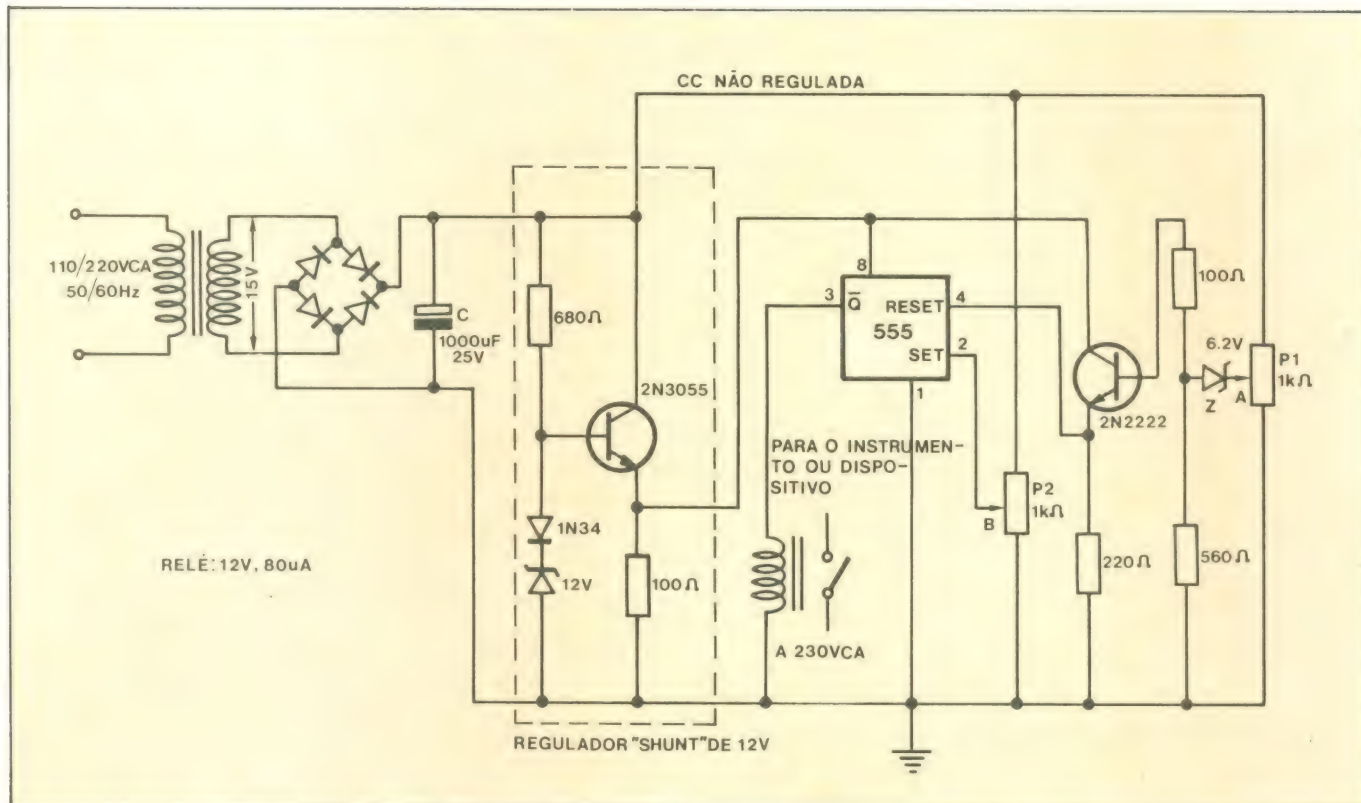 CC NÃO REGULADA
110/220VCA
50/60Hz
15V
C
1000uF
25V
680Ω
2N3055
1N34
12V
100Ω
RELÉ: 12V, 80uA
REGULADOR "SHUNT" DE 12V
8
3
Q̅
RESET
4
555
SET
2
1
PARA O INSTRUMEN-
TO OU DISPO-
SITIVO
A 230VCA
B
P2
1kΩ
2N2222
220Ω
100Ω
6.2V
Z
A
P1
1kΩ
560Ω